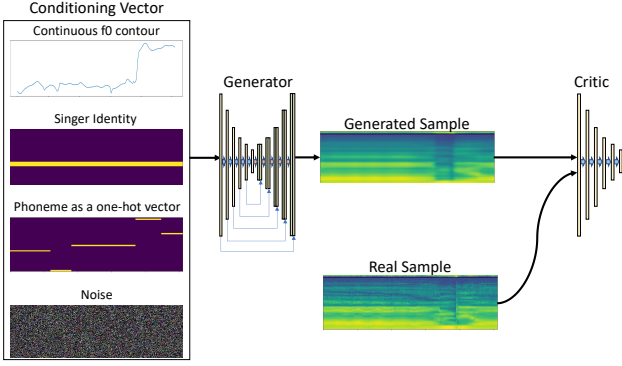 Conditioning Vector
Continuous f0 contour
Singer Identity
Phoneme as a one-hot vector
Noise
Generator
Generated Sample
Real Sample
Critic